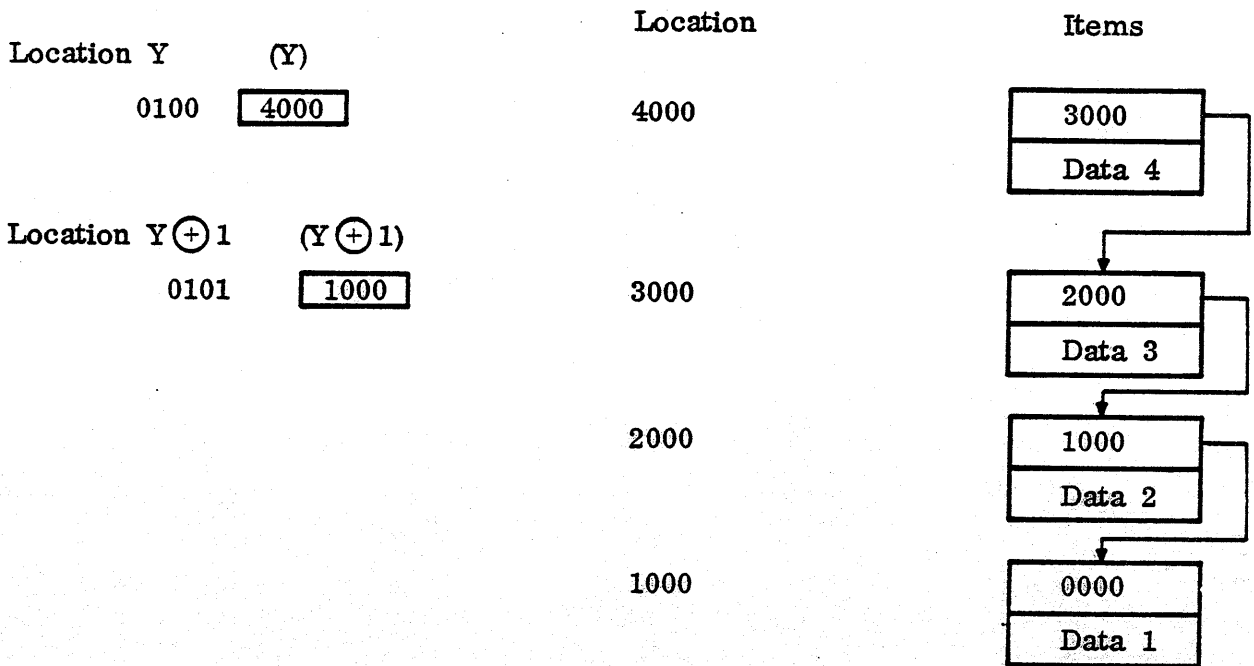 Location Items
Location Y (Y)
0100 4000 4000 3000
Data 4
Location Y ⊕ 1 (Y ⊕ 1)
0101 1000 3000 2000
Data 3
2000 1000
Data 2
1000 0000
Data 1